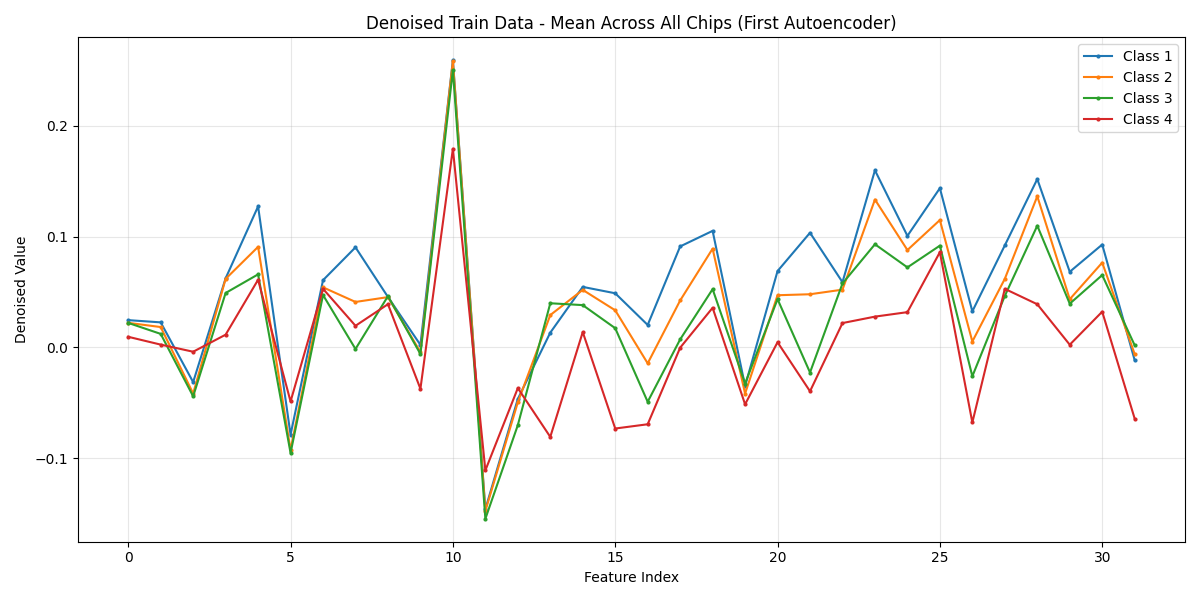 Denoised Train Data - Mean Across All Chips (First Autoencoder)
Class 1
Class 2
Class 3
Class 4
Denoised Value
0.2
0.1
0.0
−0.1
0 5 10 15 20 25 30
Feature Index